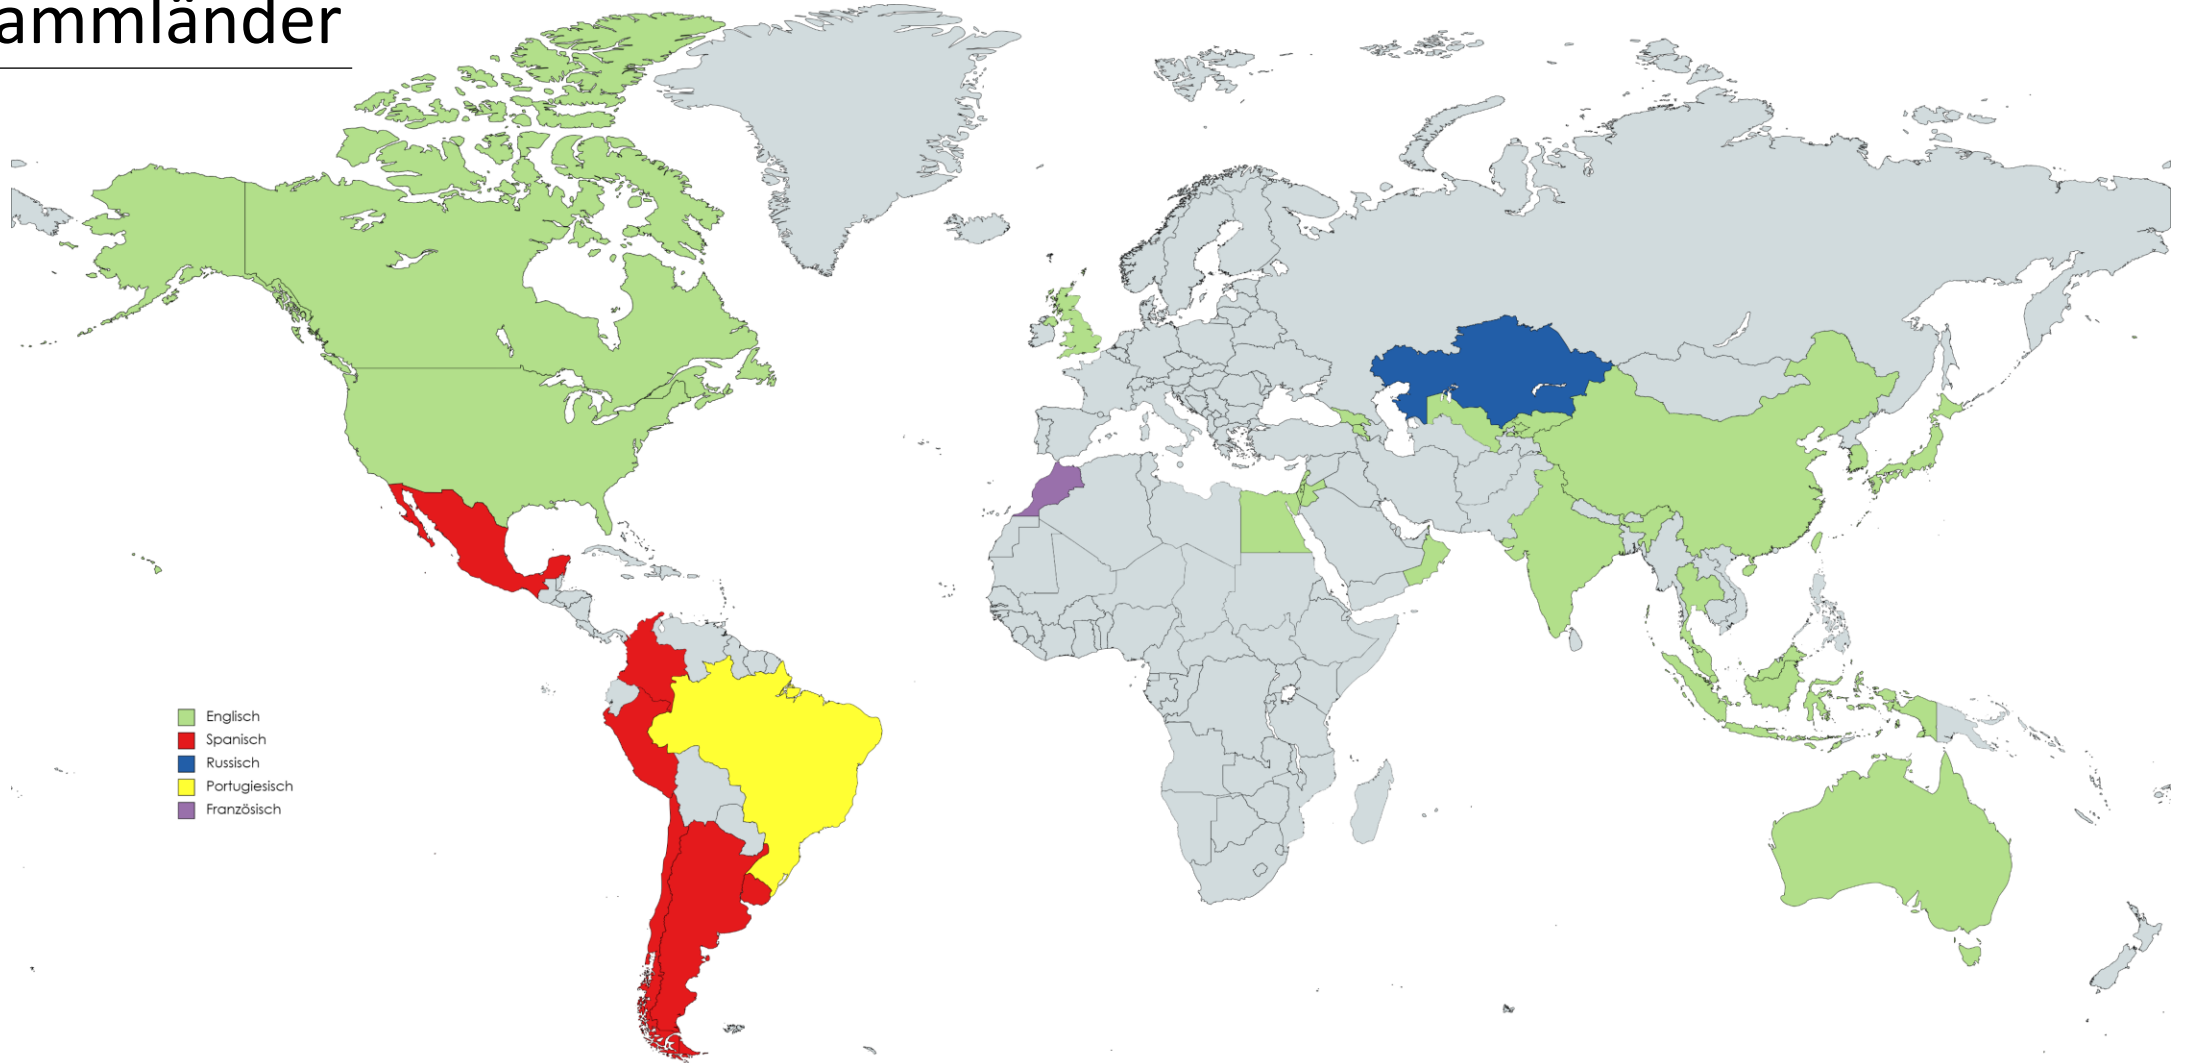 ammländer
Englisch
Spanisch
Russisch
Portugiesisch
Französisch